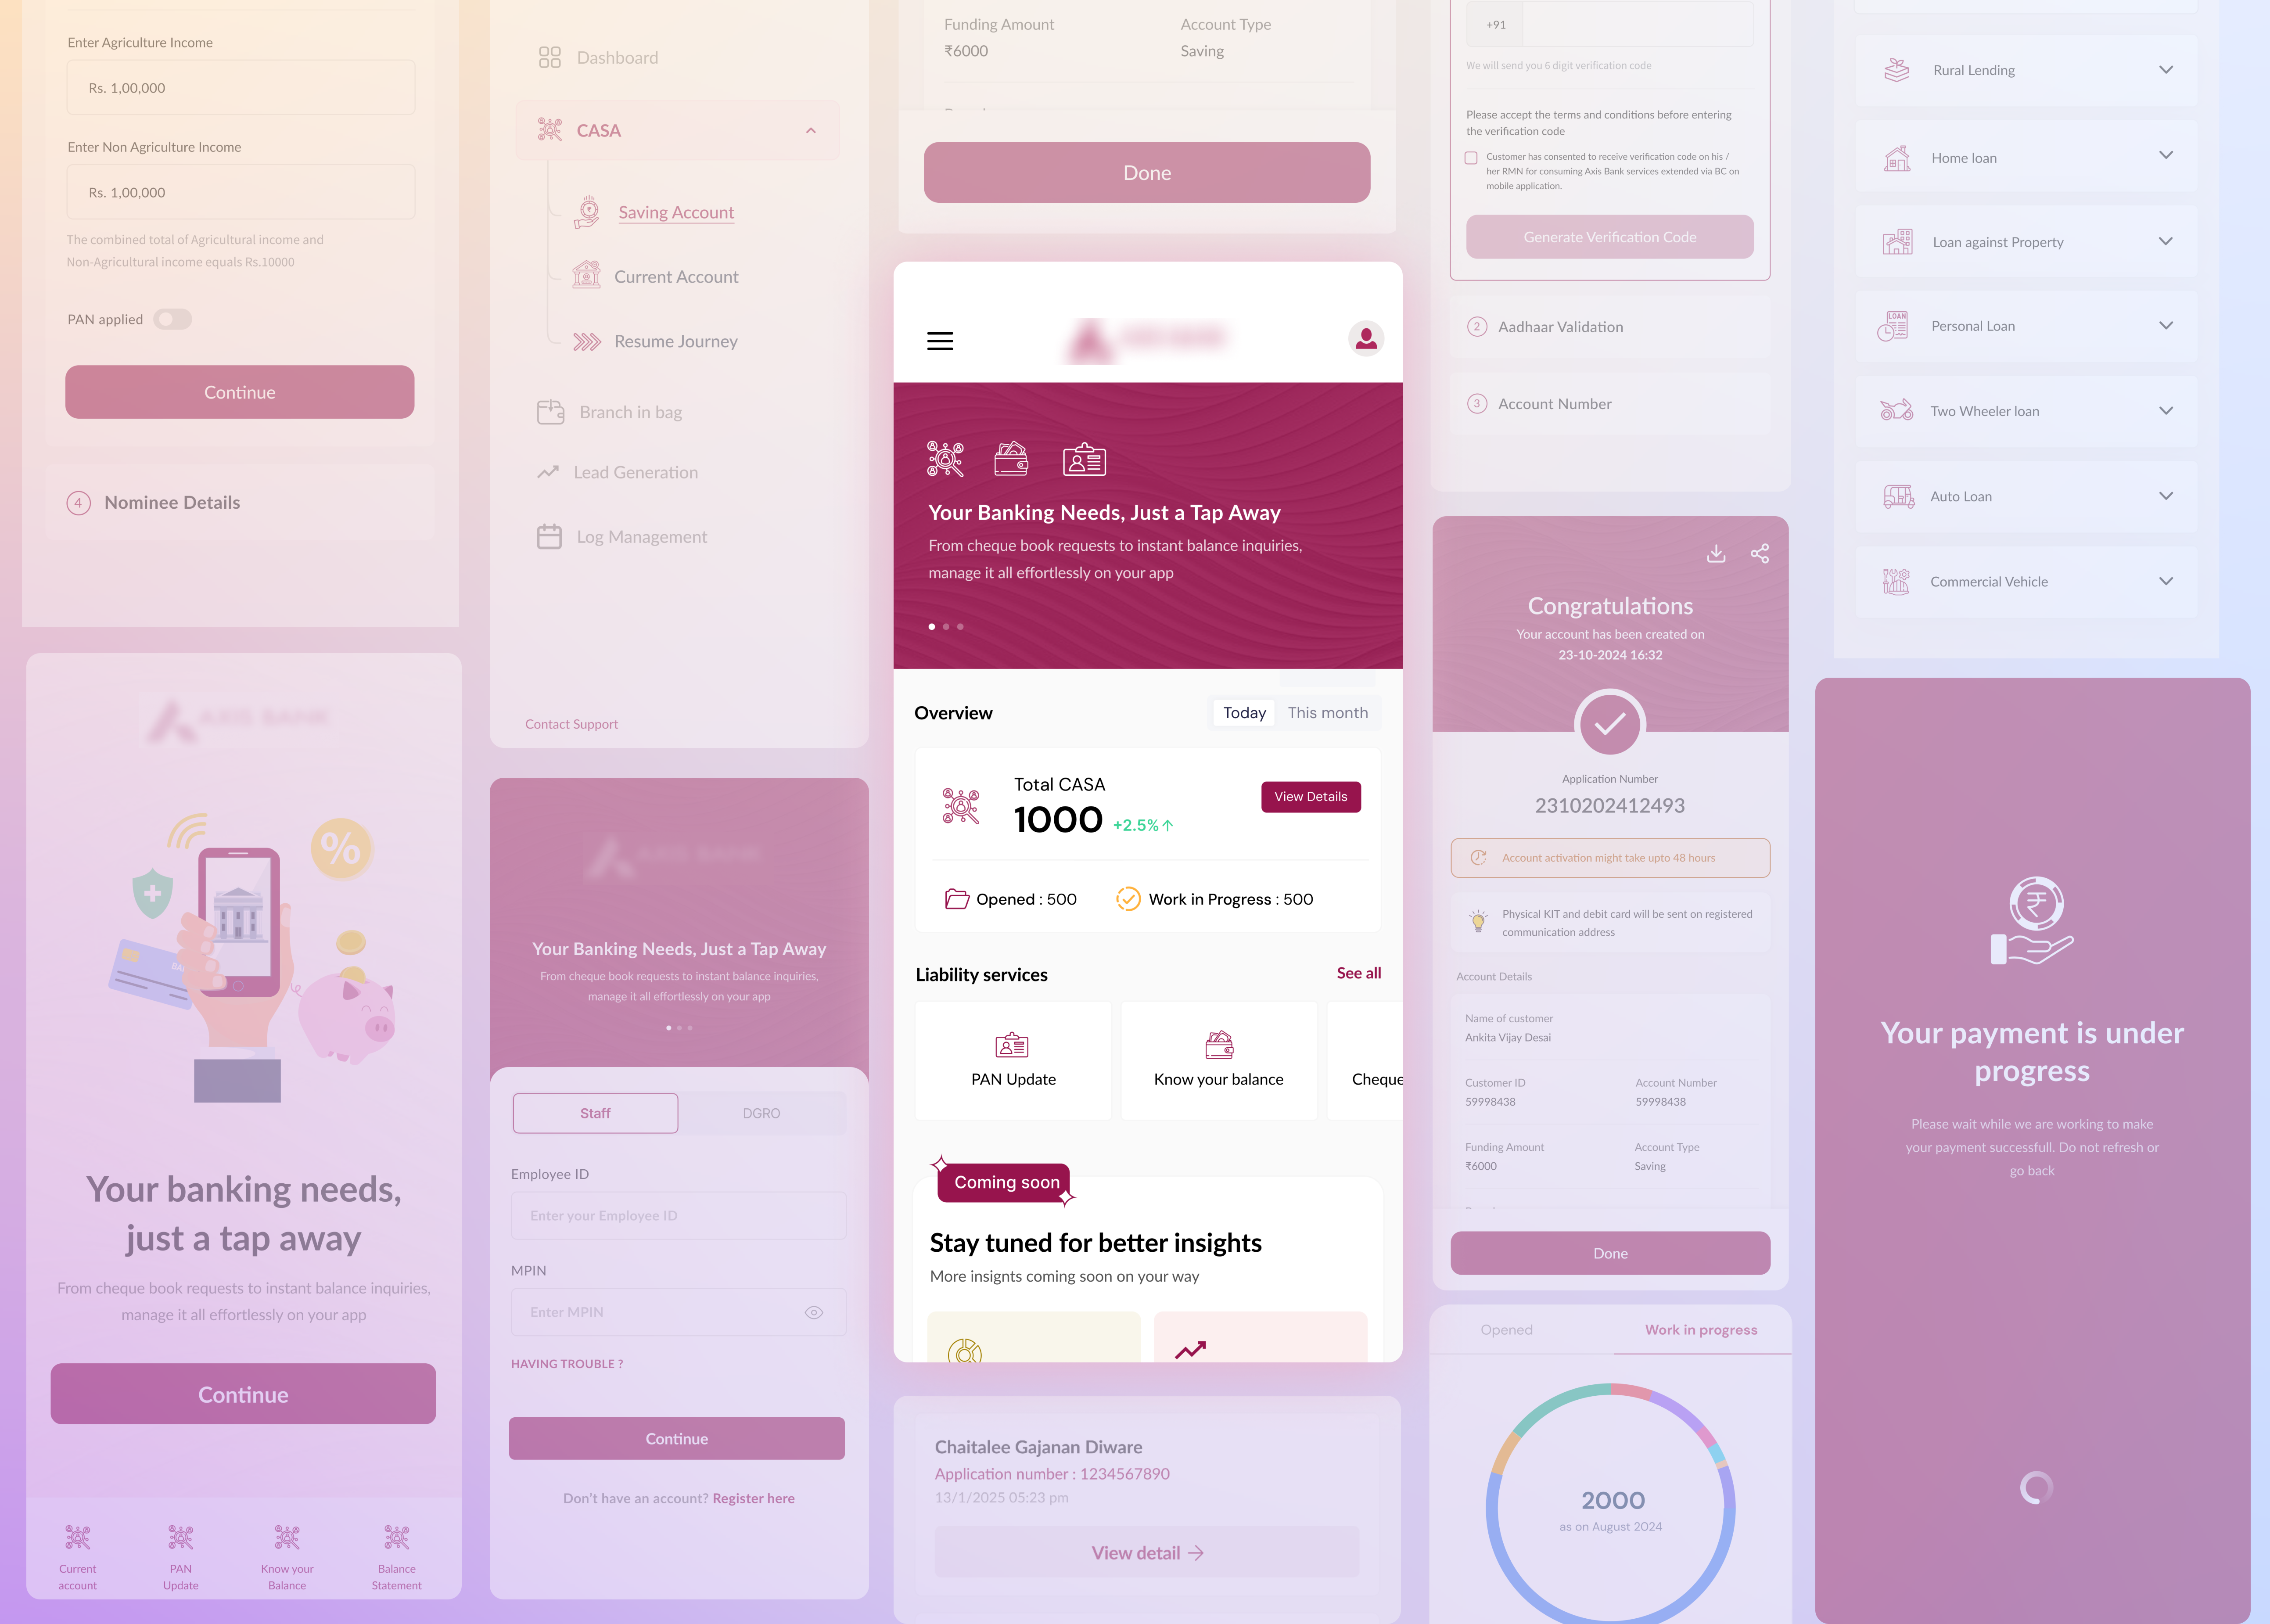 Enter Agriculture Income
Rs. 1,00,000
Enter Non Agriculture Income
Rs. 1,00,000
The combined total of Agricultural income and
Non-Agricultural income equals Rs.10000
PAN applied
Continue
4 Nominee Details
AXIS BANK
%
Your banking needs,
just a tap away
From cheque book requests to instant balance inquiries,
manage it all effortlessly on your app
Continue
Current
account
PAN
Update
Know your
Balance
Balance
Statement
Dashboard
CASA
Saving Account
Current Account
Resume Journey
Branch in bag
Lead Generation
Log Management
Contact Support
AXIS BANK
Your Banking Needs, Just a Tap Away
From cheque book requests to instant balance inquiries,
manage it all effortlessly on your app
Staff
DGRO
Employee ID
Enter your Employee ID
MPIN
Enter MPIN
HAVING TROUBLE ?
Continue
Don't have an account? Register here
Funding Amount
Account Type
₹6000
Saving
Done
AXIS BANK
Your Banking Needs, Just a Tap Away
From cheque book requests to instant balance inquiries,
manage it all effortlessly on your app
Overview
Today
This month
Total CASA
1000 +2.5%↑
View Details
Opened : 500
Work in Progress : 500
Liability services
See all
PAN Update
Know your balance
Cheque
Coming soon
Stay tuned for better insights
More insignts coming soon on your way
Chaitalee Gajanan Diware
Application number : 1234567890
13/1/2025 05:23 pm
View detail →
+91
We will send you 6 digit verification code
Please accept the terms and conditions before entering
the verification code
Customer has consented to receive verification code on his /
her RMN for consuming Axis Bank services extended via BC on
mobile application.
Generate Verification Code
2 Aadhaar Validation
3 Account Number
Congratulations
Your account has been created on
23-10-2024 16:32
Application Number
2310202412493
Account activation might take upto 48 hours
Physical KIT and debit card will be sent on registered
communication address
Account Details
Name of customer
Ankita Vijay Desai
Customer ID
Account Number
59998438
59998438
Funding Amount
Account Type
₹6000
Saving
Done
Opened
Work in progress
2000
as on August 2024
Rural Lending
Home loan
Loan against Property
LOAN
Personal Loan
Two Wheeler loan
Auto Loan
Commercial Vehicle
₹
Your payment is under
progress
Please wait while we are working to make
your payment successfull. Do not refresh or
go back